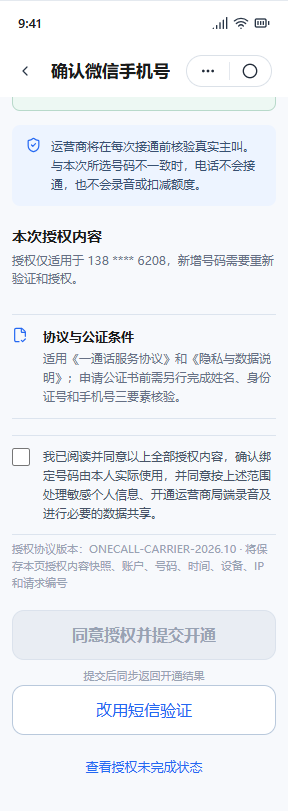 9:41
确认微信手机号
运营商将在每次接通前核验真实主叫。
与本次所选号码不一致时，电话不会接
通，也不会录音或扣减额度。
本次授权内容
授权仅适用于 138 **** 6208，新增号码需要重新
验证和授权。
协议与公证条件
适用《一通话服务协议》和《隐私与数据说
明》；申请公证书前需另行完成姓名、身份
证号和手机号三要素核验。
我已阅读并同意以上全部授权内容，确认绑
定号码由本人实际使用，并同意按上述范围
处理敏感个人信息、开通运营商局端录音及
进行必要的数据共享。
授权协议版本：ONECALL-CARRIER-2026.10 · 将保
存本页授权内容快照、账户、号码、时间、设备、IP
和请求编号
同意授权并提交开通
提交后同步返回开通结果
改用短信验证
查看授权未完成状态